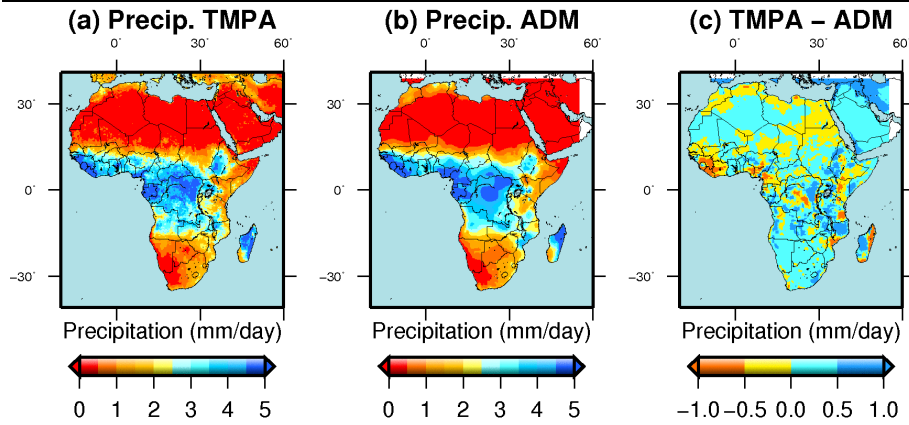 (a) Precip. TMPA (b) Precip. ADM (c) TMPA − ADM
0˚ 30˚ 60˚ 0˚ 30˚ 60˚ 0˚ 30˚ 60˚
30˚ 30˚ 30˚
0˚ 0˚ 0˚
−30˚ −30˚ −30˚
Precipitation (mm/day) Precipitation (mm/day) Precipitation (mm/day)
0 1 2 3 4 5 0 1 2 3 4 5 −1.0 −0.5 0.0 0.5 1.0